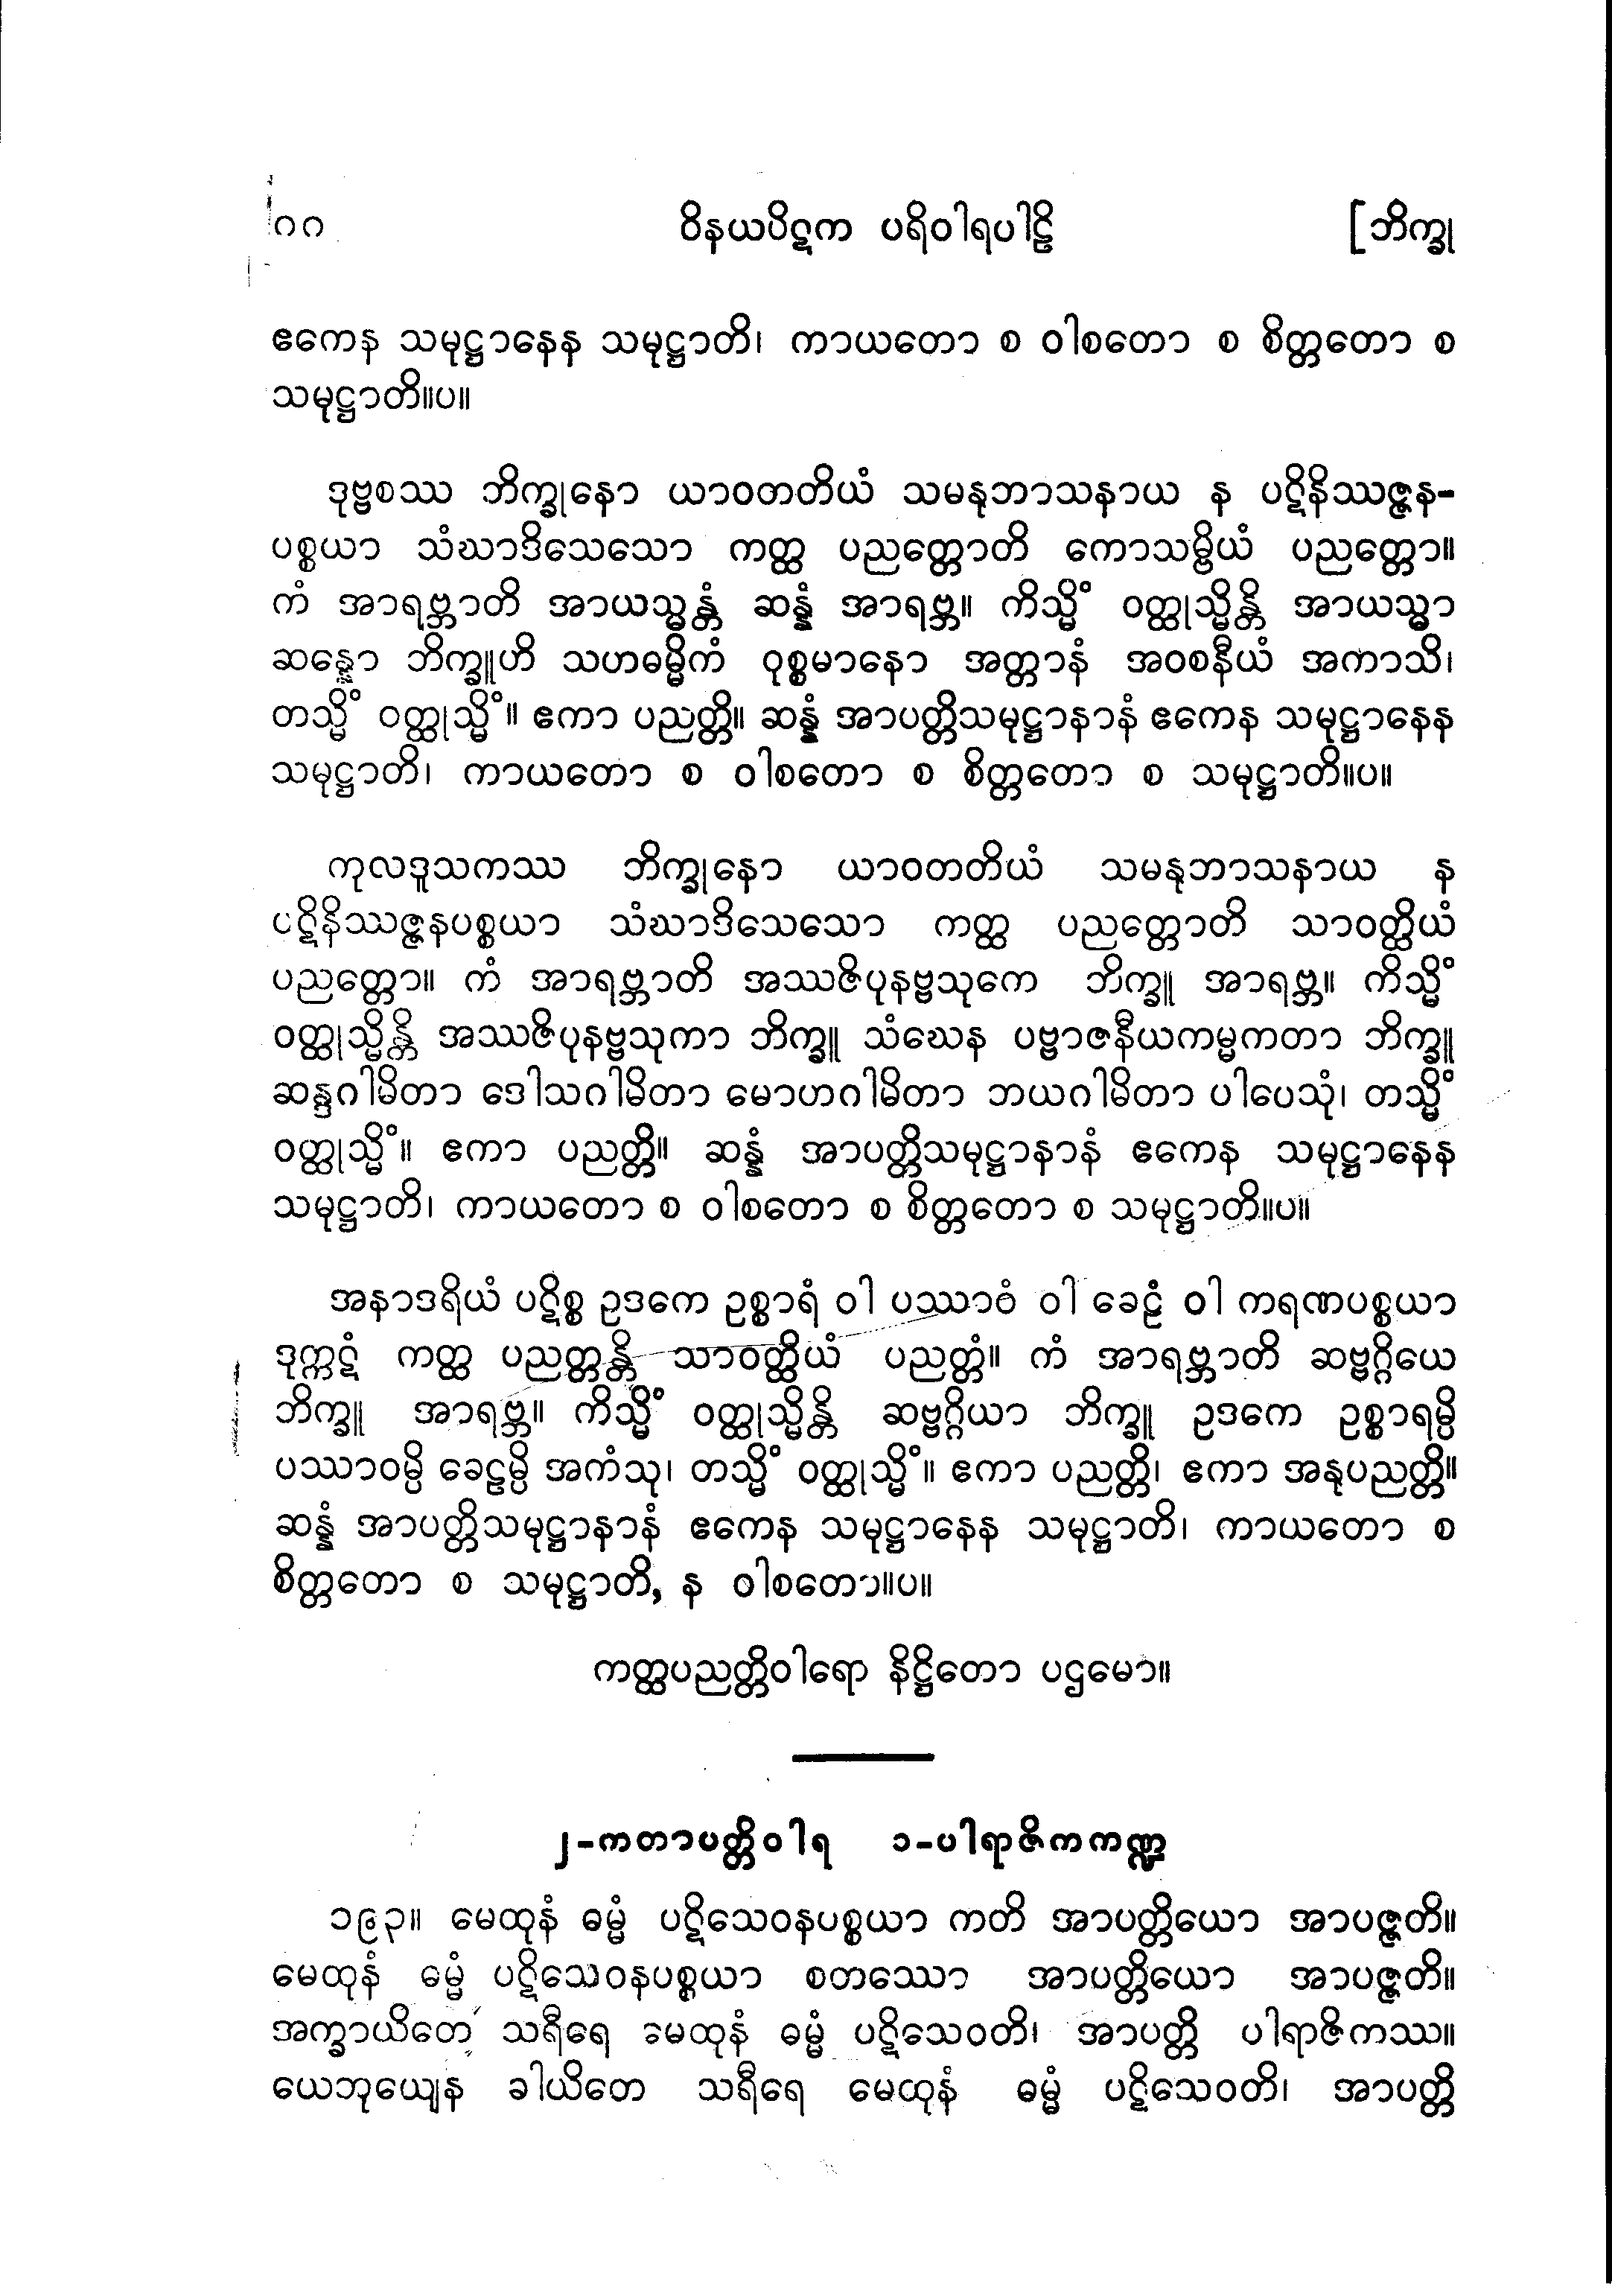 ၈၈ ဝိနယပိဋက ပရိဝါရပါဠိ [ဘိက္ခု
ဧကေန သမုဋ္ဌာနေန သမုဋ္ဌာတိ၊ ကာယတော စ ဝါစတော စ စိတ္တတော စ
သမုဋ္ဌာတိ။ပ။
ဒုဗ္ဗစဿ ဘိက္ခုနော ယာဝတတိယံ သမနုဘာသနာယ န ပဋိနိဿဇ္ဇန-
ပစ္စယာ သံဃာဒိသေသော ကတ္ထ ပညတ္တောတိ ကောသမ္ဗိယံ ပညတ္တော။
ကံ အာရဗ္ဘာတိ အာယသ္မန္တံ ဆန္နံ အာရဗ္ဘ။ ကိသ္မိံ ဝတ္ထုသ္မိန္တိ အာယသ္မာ
ဆန္နော ဘိက္ခူဟိ သဟဓမ္မိကံ ဝုစ္စမာနော အတ္တာနံ အဝစနီယံ အကာသိ၊
တသ္မိံ ဝတ္ထုသ္မိံ။ ဧကာ ပညတ္တိ။ ဆန္နံ အာပတ္တိသမုဋ္ဌာနာနံ ဧကေန သမုဋ္ဌာနေန
သမုဋ္ဌာတိ၊ ကာယတော စ ဝါစတော စ စိတ္တတော စ သမုဋ္ဌာတိ။ပ။
ကုလဒူသကဿ ဘိက္ခုနော ယာဝတတိယံ သမနုဘာသနာယ န
ပဋိနိဿဇ္ဇနပစ္စယာ သံဃာဒိသေသော ကတ္ထ ပညတ္တောတိ သာဝတ္ထိယံ
ပညတ္တော။ ကံ အာရဗ္ဘာတိ အဿဇိပုနဗ္ဗသုကေ ဘိက္ခူ အာရဗ္ဘ။ ကိသ္မိံ
ဝတ္ထုသ္မိန္တိ အဿဇိပုနဗ္ဗသုကာ ဘိက္ခူ သံဃေန ပဗ္ဗာဇနီယကမ္မကတာ ဘိက္ခူ
ဆန္ဒဂါမိတာ ဒေါသဂါမိတာ မောဟဂါမိတာ ဘယဂါမိတာ ပါပေသုံ၊ တသ္မိံ
ဝတ္ထုသ္မိံ။ ဧကာ ပညတ္တိ။ ဆန္နံ အာပတ္တိသမုဋ္ဌာနာနံ ဧကေန သမုဋ္ဌာနေန
သမုဋ္ဌာတိ၊ ကာယတော စ ဝါစတော စ စိတ္တတော စ သမုဋ္ဌာတိ။ပ။
အနာဒရိယံ ပဋိစ္စ ဥဒကေ ဥစ္စာရံ ဝါ ပဿာဝံ ဝါ ခေဠံ ဝါ ကရဏပစ္စယာ
ဒုက္ကဋံ ကတ္ထ ပညတ္တန္တိ သာဝတ္ထိယံ ပညတ္တံ။ ကံ အာရဗ္ဘာတိ ဆဗ္ဗဂ္ဂိယေ
ဘိက္ခူ အာရဗ္ဘ။ ကိသ္မိံ ဝတ္ထုသ္မိန္တိ ဆဗ္ဗဂ္ဂိယာ ဘိက္ခူ ဥဒကေ ဥစ္စာရမ္ပိ
ပဿာဝမ္ပိ ခေဠမ္ပိ အကံသု၊ တသ္မိံ ဝတ္ထုသ္မိံ။ ဧကာ ပညတ္တိ၊ ဧကာ အနုပညတ္တိ။
ဆန္နံ အာပတ္တိသမုဋ္ဌာနာနံ ဧကေန သမုဋ္ဌာနေန သမုဋ္ဌာတိ၊ ကာယတော စ
စိတ္တတော စ သမုဋ္ဌာတိ, န ဝါစတော။ပ။
ကတ္ထပညတ္တိဝါရော နိဋ္ဌိတော ပဌမော။
၂-ကတာပတ္တိဝါရ ၁-ပါရာဇိကကဏ္ဍ
၁၉၃။ မေထုနံ ဓမ္မံ ပဋိသေဝနပစ္စယာ ကတိ အာပတ္တိယော အာပဇ္ဇတိ။
မေထုနံ ဓမ္မံ ပဋိသေဝနပစ္စယာ စတဿော အာပတ္တိယော အာပဇ္ဇတိ။
အက္ခာယိတေ သရီရေ မေထုနံ ဓမ္မံ ပဋိသေဝတိ၊ အာပတ္တိ ပါရာဇိကဿ။
ယေဘုယျေန ခါယိတေ သရီရေ မေထုနံ ဓမ္မံ ပဋိသေဝတိ၊ အာပတ္တိ